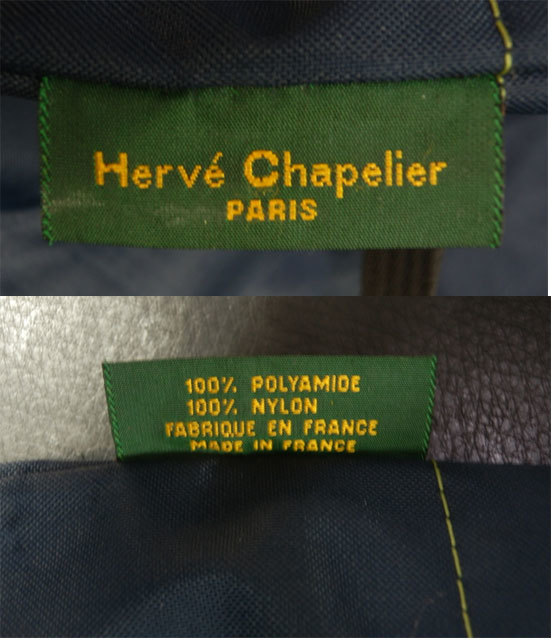 Hervé Chapelier
PARIS
100% POLYAMIDE
100% NYLON
FABRIQUE EN FRANCE
MADE IN FRANCE